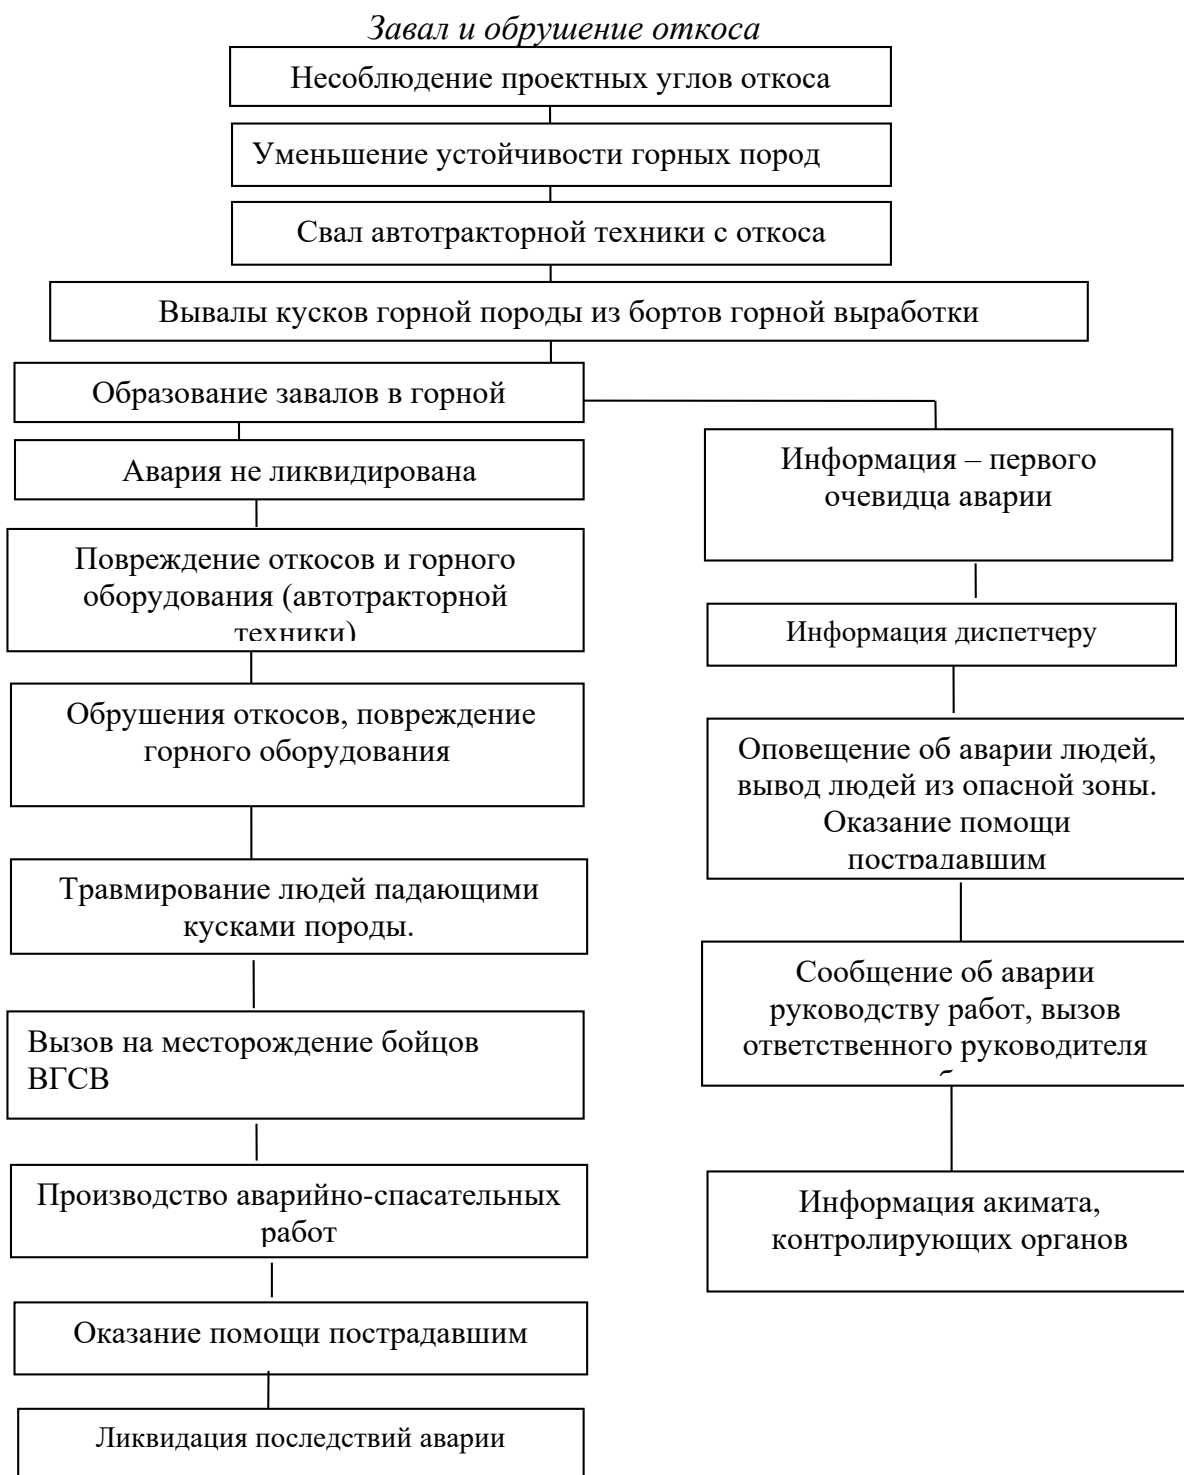 Завал и обрушение откоса
Несоблюдение проектных углов откоса
Уменьшение устойчивости горных пород
Свал автотракторной техники с откоса
Вывалы кусков горной породы из бортов горной выработки
Образование завалов в горной
Авария не ликвидирована
Повреждение откосов и горного
оборудования (автотракторной
техники)
Обрушения откосов, повреждение
горного оборудования
Травмирование людей падающими
кусками породы.
Вызов на месторождение бойцов
ВГСВ
Производство аварийно-спасательных
работ
Оказание помощи пострадавшим
Ликвидация последствий аварии
Информация – первого
очевидца аварии
Информация диспетчеру
Оповещение об аварии людей,
вывод людей из опасной зоны.
Оказание помощи
пострадавшим
Сообщение об аварии
руководству работ, вызов
ответственного руководителя
Информация акимата,
контролирующих органов